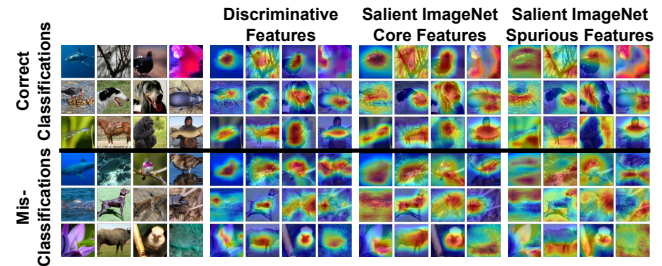 Discriminative
Features
Salient ImageNet
Core Features
Salient ImageNet
Spurious Features
Correct
Classifications
Mis-
Classifications